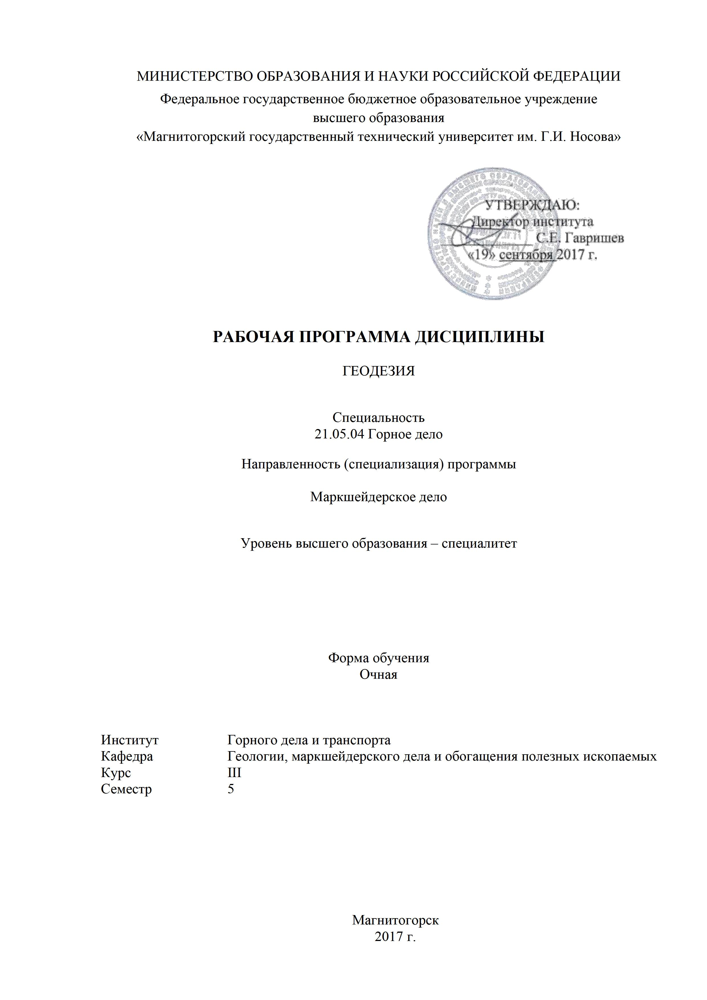 МИНИСТЕРСТВО ОБРАЗОВАНИЯ И НАУКИ РОССИЙСКОЙ ФЕДЕРАЦИИ
Федеральное государственное бюджетное образовательное учреждение
высшего образования
«Магнитогорский государственный технический университет им. Г.И. Носова»
УТВЕРЖДАЮ:
Директор института
С.Е. Гавришев
«19» сентября 2017 г.
РАБОЧАЯ ПРОГРАММА ДИСЦИПЛИНЫ
ГЕОДЕЗИЯ
Специальность
21.05.04 Горное дело
Направленность (специализация) программы
Маркшейдерское дело
Уровень высшего образования – специалитет
Форма обучения
Очная
Институт Горного дела и транспорта
Кафедра Геологии, маркшейдерского дела и обогащения полезных ископаемых
Курс III
Семестр 5
Магнитогорск
2017 г.